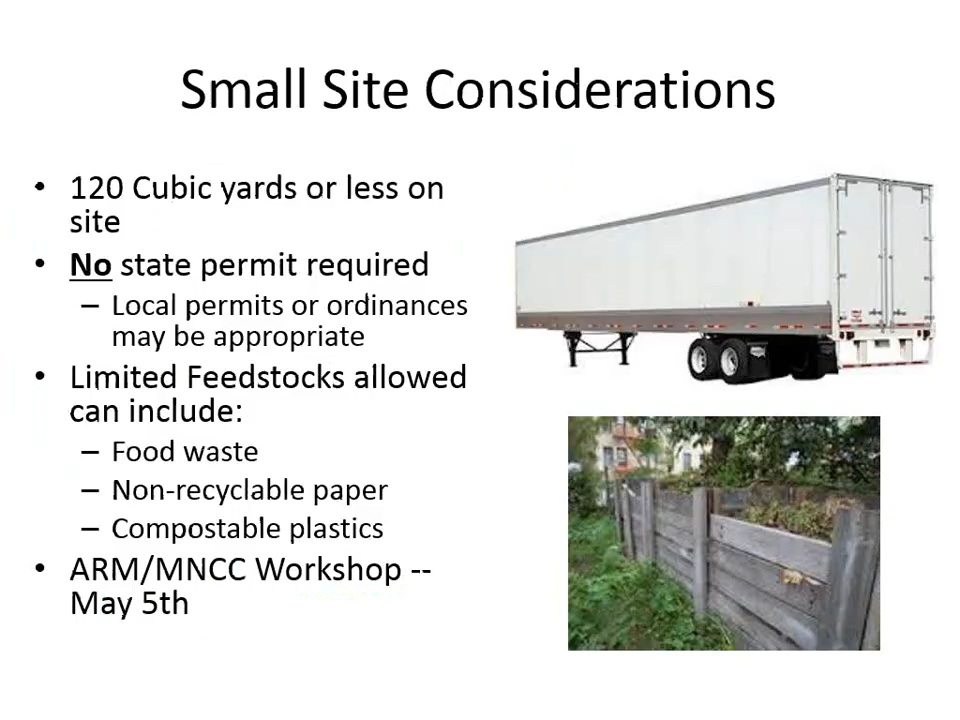 Small Site Considerations
• 120 Cubic yards or less on
site
• No state permit required
– Local permits or ordinances
may be appropriate
• Limited Feedstocks allowed
can include:
– Food waste
– Non-recyclable paper
– Compostable plastics
• ARM/MNCC Workshop --
May 5th